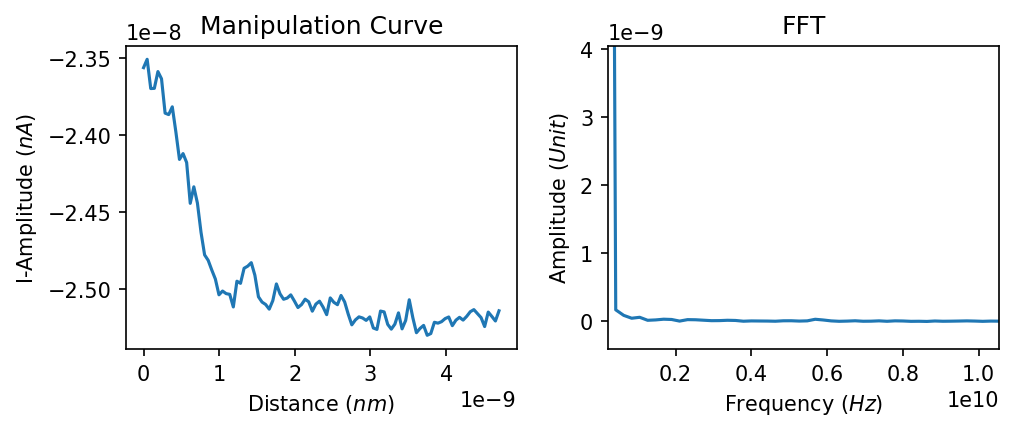 Manipulation Curve
1e−8
−2.35
−2.40
−2.45
−2.50
I-Amplitude (nA)
0 1 2 3 4
1e−9
Distance (nm)
FFT
1e−9
4
3
2
1
0
Amplitude (Unit)
0.2 0.4 0.6 0.8 1.0
1e10
Frequency (Hz)